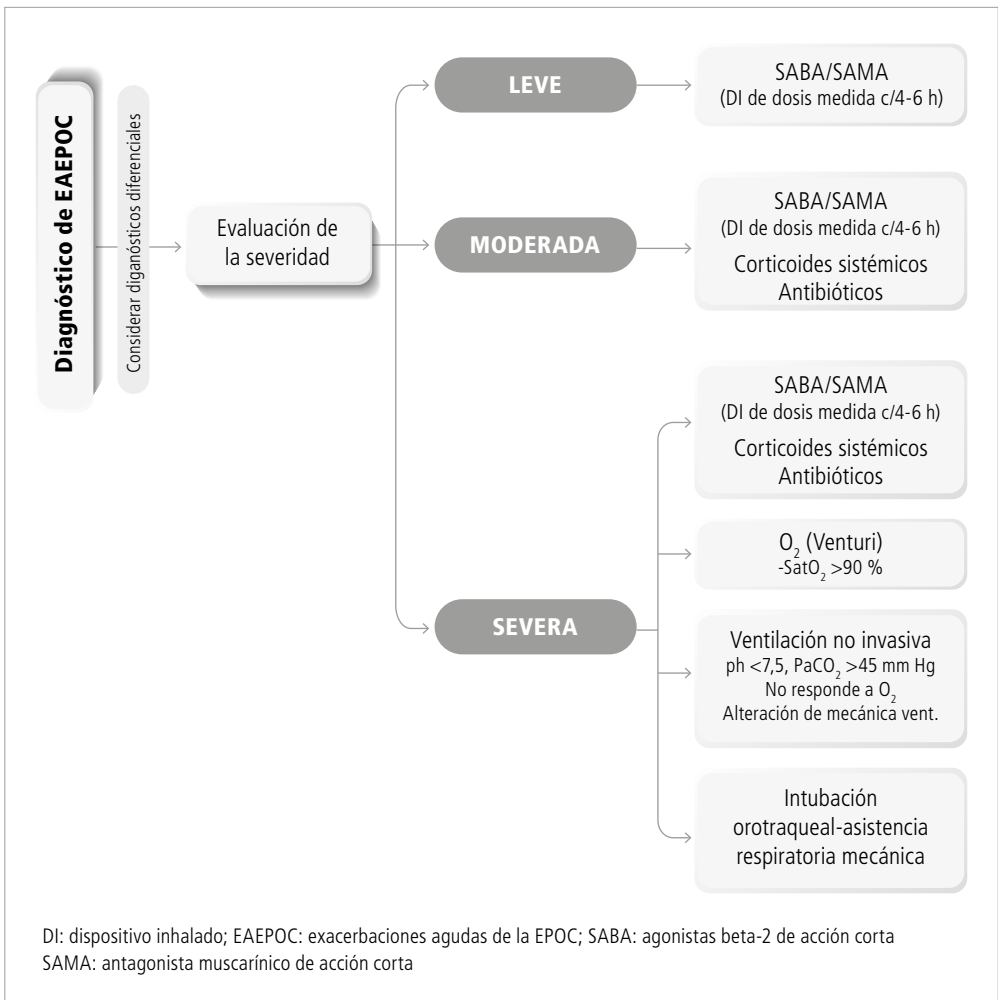 Diagnóstico de EAEPOC
Considerar diganósticos diferenciales
Evaluación de
la severidad
LEVE
SABA/SAMA
(DI de dosis medida c/4-6 h)
MODERADA
SABA/SAMA
(DI de dosis medida c/4-6 h)
Corticoides sistémicos
Antibióticos
SEVERA
SABA/SAMA
(DI de dosis medida c/4-6 h)
Corticoides sistémicos
Antibióticos
O₂ (Venturi)
-SatO₂ >90 %
Ventilación no invasiva
ph <7,5, PaCO₂ >45 mm Hg
No responde a O₂
Alteración de mecánica vent.
Intubación
orotraqueal-asistencia
respiratoria mecánica
DI: dispositivo inhalado; EAEPOC: exacerbaciones agudas de la EPOC; SABA: agonistas beta-2 de acción corta
SAMA: antagonista muscarínico de acción corta